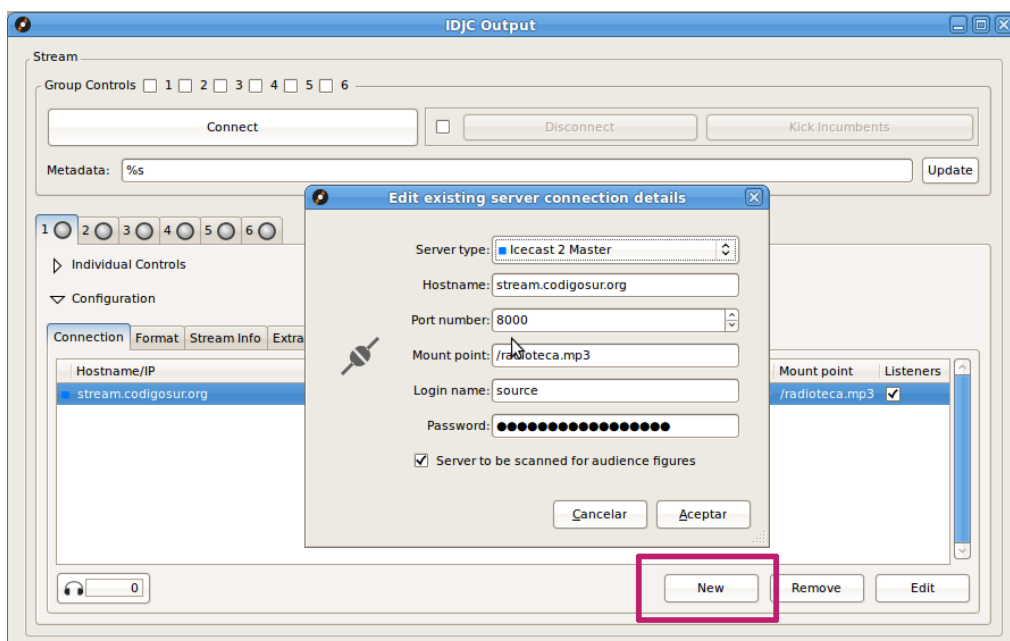 IDJC Output
Stream
Group Controls 1 2 3 4 5 6
Connect Disconnect Kick Incumbents
Metadata: %s Update
Edit existing server connection details
1 2 3 4 5 6
Server type: Icecast 2 Master
Individual Controls
Hostname: stream.codigosur.org
Configuration
Port number: 8000
Connection Format Stream Info Extra
Mount point: /radioteca.mp3
Hostname/IP Mount point Listeners
Login name: source
stream.codigosur.org /radioteca.mp3
Password: ●●●●●●●●●●●●●●●●●
Server to be scanned for audience figures
Cancelar Aceptar
0 New Remove Edit